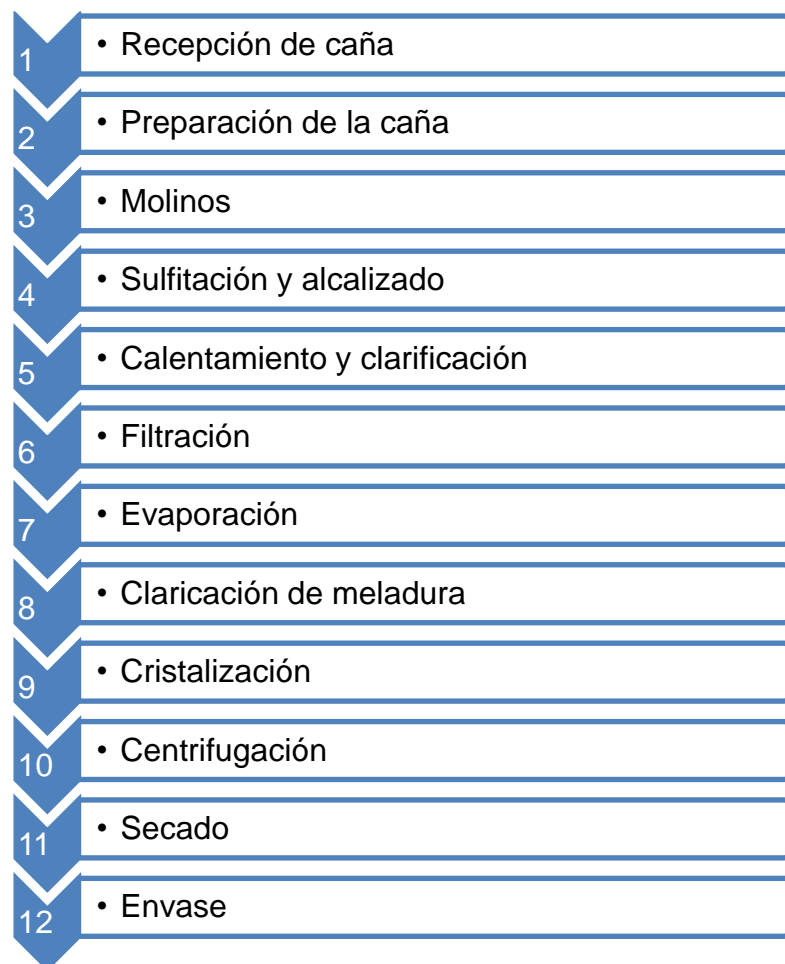 1 • Recepción de caña
2 • Preparación de la caña
3 • Molinos
4 • Sulfitación y alcalizado
5 • Calentamiento y clarificación
6 • Filtración
7 • Evaporación
8 • Claricación de meladura
9 • Cristalización
10 • Centrifugación
11 • Secado
12 • Envase